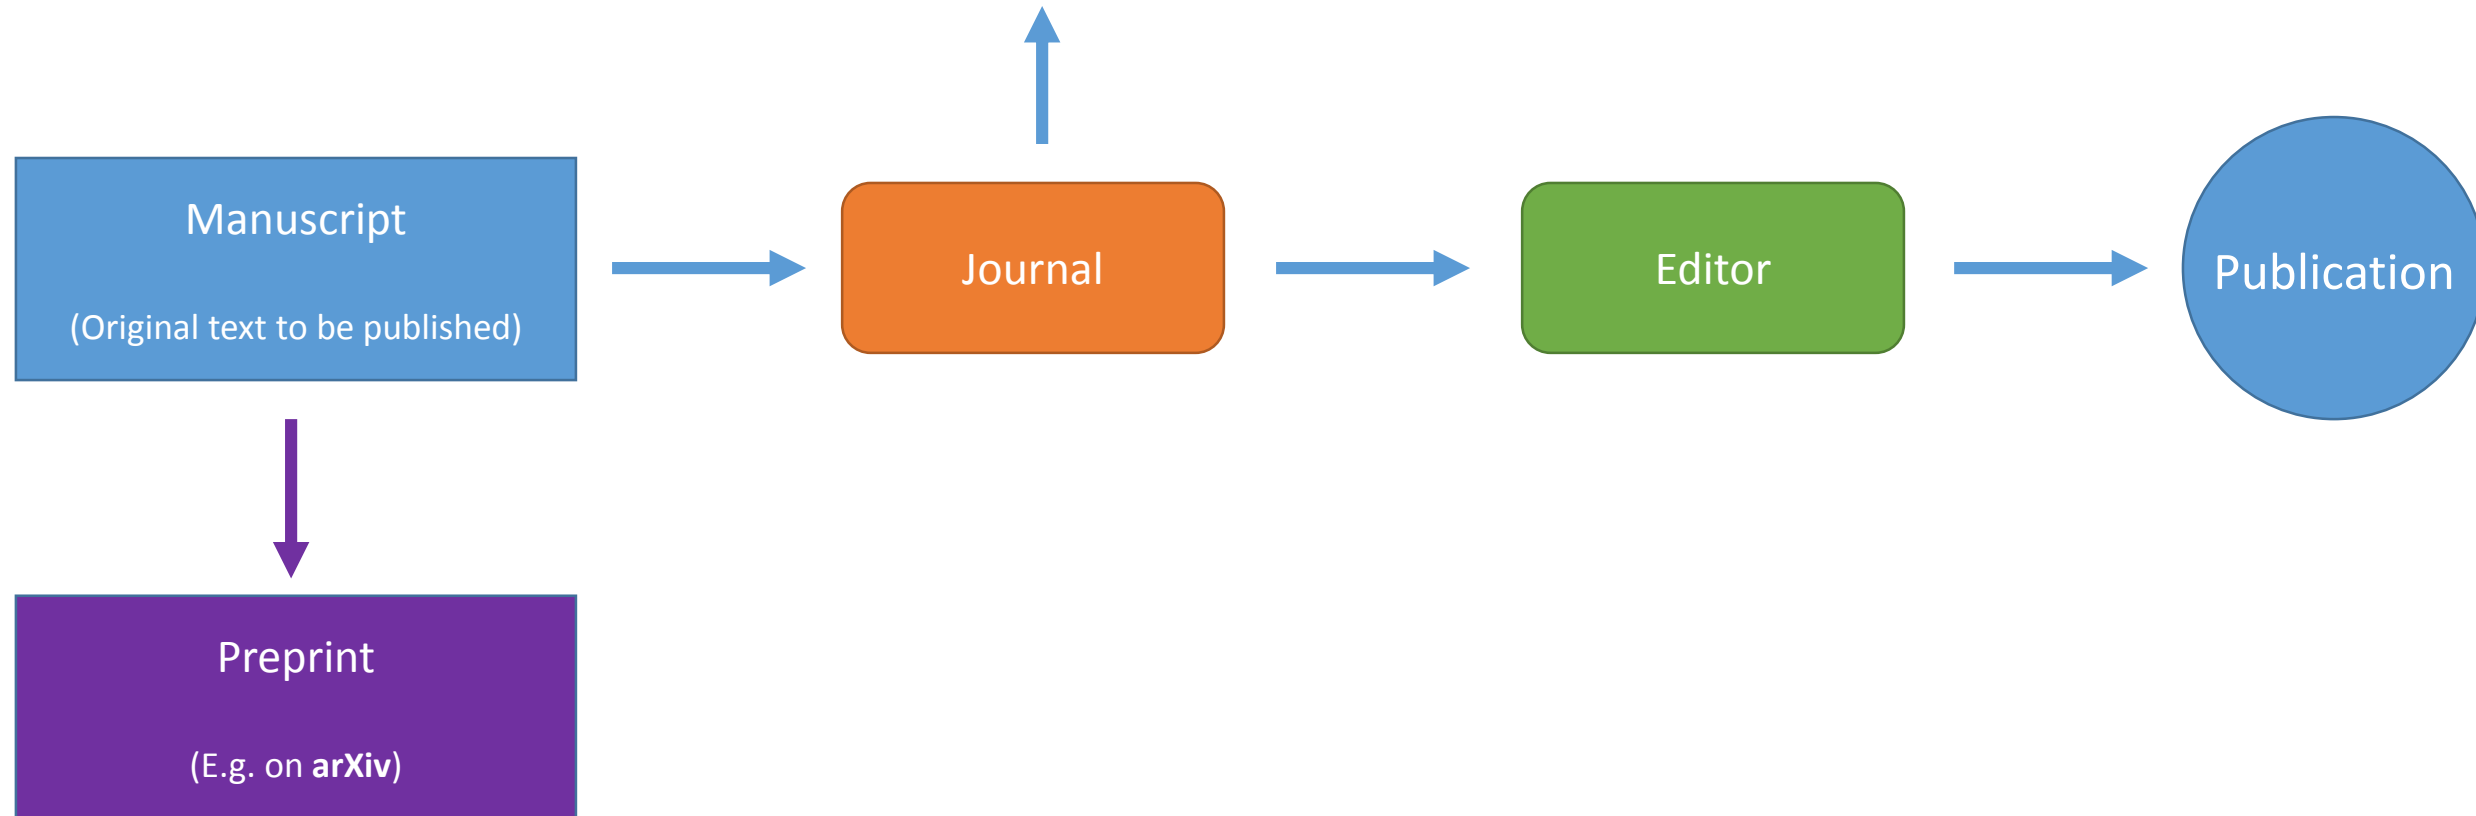 Manuscript
(Original text to be published)
Journal
Editor
Publication
Preprint
(E.g. on arXiv)